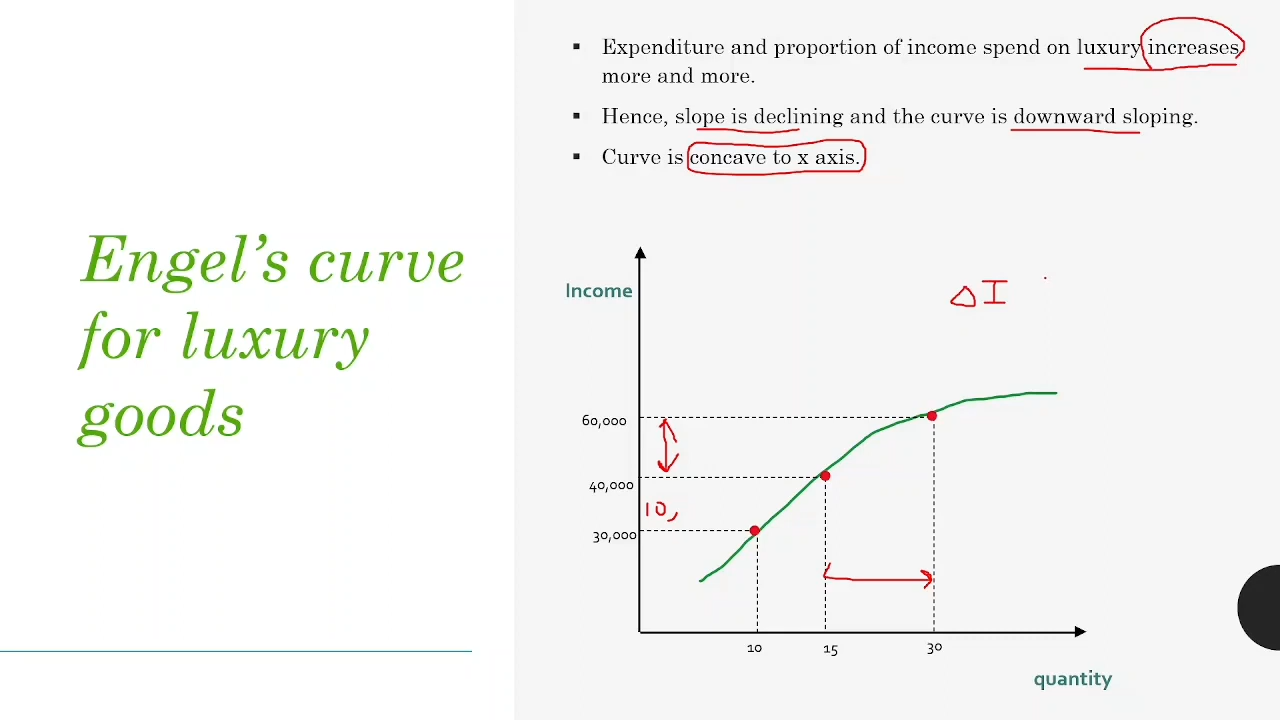 Engel’s curve
for luxury
goods
▪ Expenditure and proportion of income spend on luxury increases
more and more.
▪ Hence, slope is declining and the curve is downward sloping.
▪ Curve is concave to x axis.
Income
ΔI
60,000
40,000
10,
30,000
10 15 30
quantity